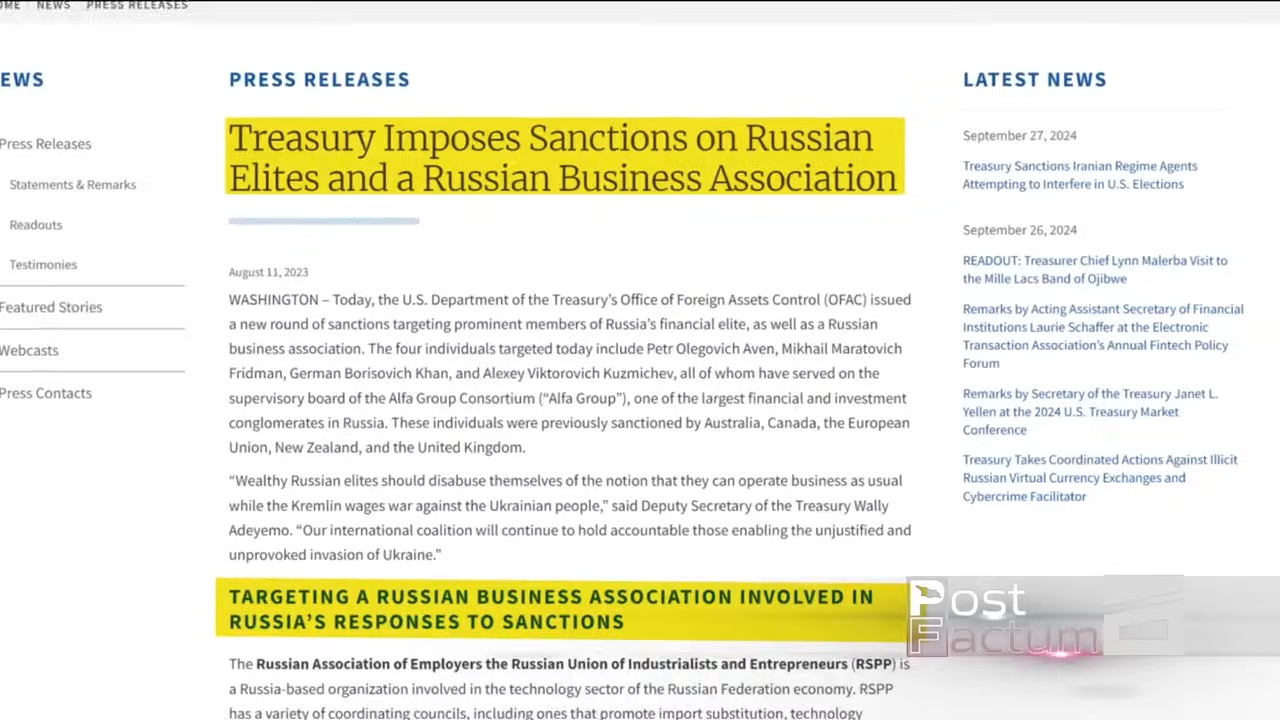 NEWS PRESS RELEASES
EWS
Press Releases
Statements & Remarks
Readouts
Testimonies
Featured Stories
Webcasts
Press Contacts
PRESS RELEASES
Treasury Imposes Sanctions on Russian
Elites and a Russian Business Association
August 11, 2023
WASHINGTON – Today, the U.S. Department of the Treasury’s Office of Foreign Assets Control (OFAC) issued
a new round of sanctions targeting prominent members of Russia’s financial elite, as well as a Russian
business association. The four individuals targeted today include Petr Olegovich Aven, Mikhail Maratovich
Fridman, German Borisovich Khan, and Alexey Viktorovich Kuzmichev, all of whom have served on the
supervisory board of the Alfa Group Consortium (“Alfa Group”), one of the largest financial and investment
conglomerates in Russia. These individuals were previously sanctioned by Australia, Canada, the European
Union, New Zealand, and the United Kingdom.
“Wealthy Russian elites should disabuse themselves of the notion that they can operate business as usual
while the Kremlin wages war against the Ukrainian people,” said Deputy Secretary of the Treasury Wally
Adeyemo. “Our international coalition will continue to hold accountable those enabling the unjustified and
unprovoked invasion of Ukraine.”
TARGETING A RUSSIAN BUSINESS ASSOCIATION INVOLVED IN
RUSSIA’S RESPONSES TO SANCTIONS
The Russian Association of Employers the Russian Union of Industrialists and Entrepreneurs (RSPP) is
a Russia-based organization involved in the technology sector of the Russian Federation economy. RSPP
has a variety of coordinating councils, including ones that promote import substitution, technology
LATEST NEWS
September 27, 2024
Treasury Sanctions Iranian Regime Agents
Attempting to Interfere in U.S. Elections
September 26, 2024
READOUT: Treasurer Chief Lynn Malerba Visit to
the Mille Lacs Band of Ojibwe
Remarks by Acting Assistant Secretary of Financial
Institutions Laurie Schaffer at the Electronic
Transaction Association’s Annual Fintech Policy
Forum
Remarks by Secretary of the Treasury Janet L.
Yellen at the 2024 U.S. Treasury Market
Conference
Treasury Takes Coordinated Actions Against Illicit
Russian Virtual Currency Exchanges and
Cybercrime Facilitator
Post
Factum